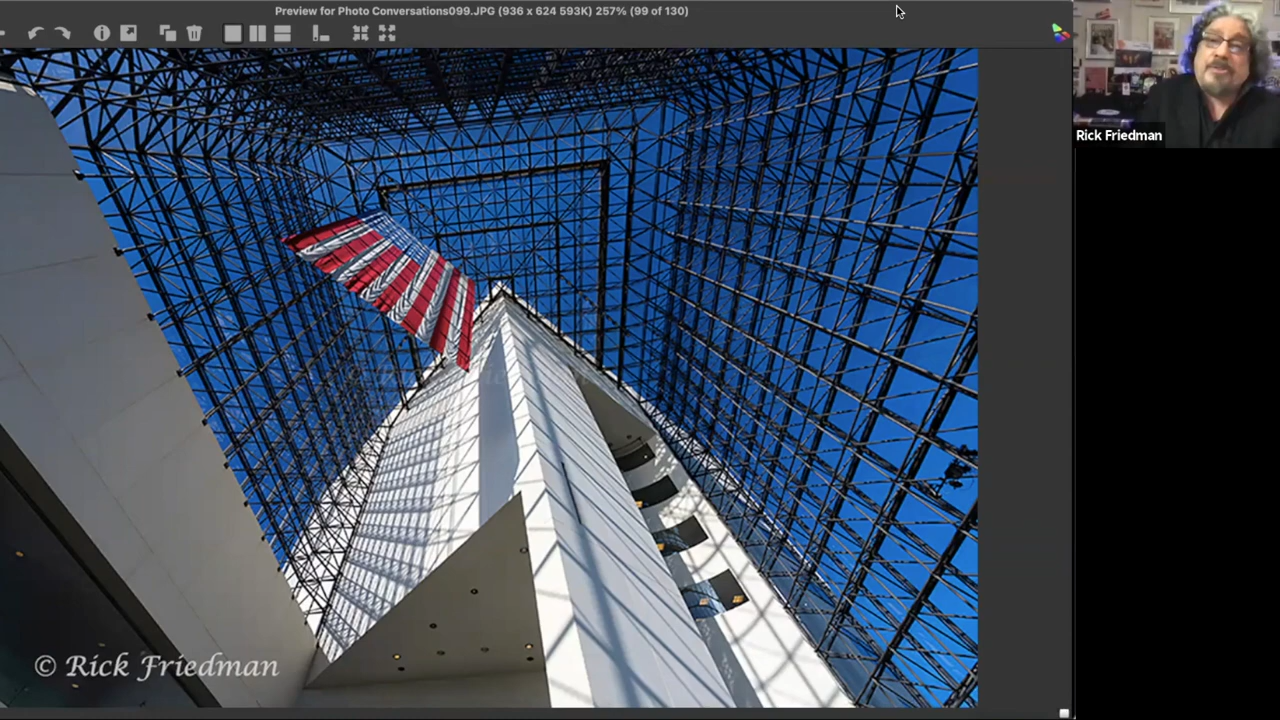 Preview for Photo Conversations099.JPG (936 x 624 593K) 257% (99 of 130)
Rick Friedman
© Rick Friedman